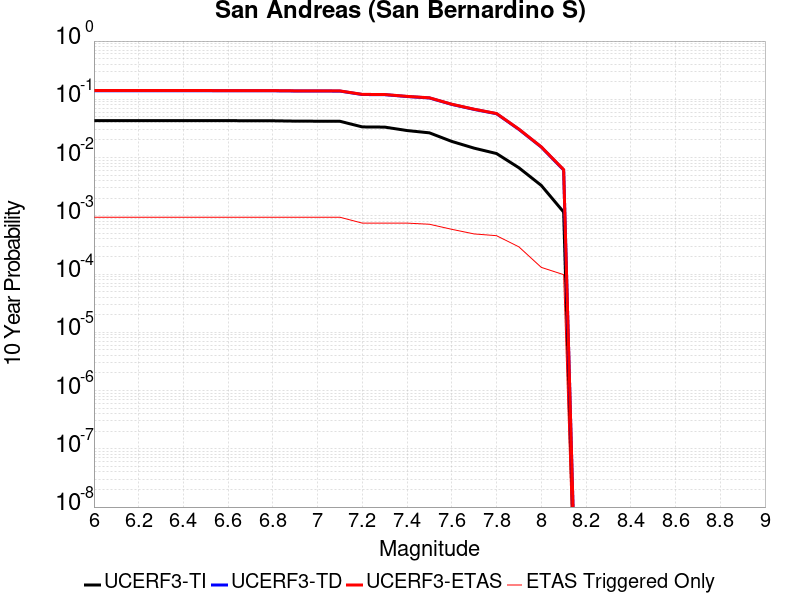 San Andreas (San Bernardino S)
10 Year Probability
10^0
10^-1
10^-2
10^-3
10^-4
10^-5
10^-6
10^-7
10^-8
6 6.2 6.4 6.6 6.8 7 7.2 7.4 7.6 7.8 8 8.2 8.4 8.6 8.8 9
Magnitude
UCERF3-TI UCERF3-TD UCERF3-ETAS ETAS Triggered Only